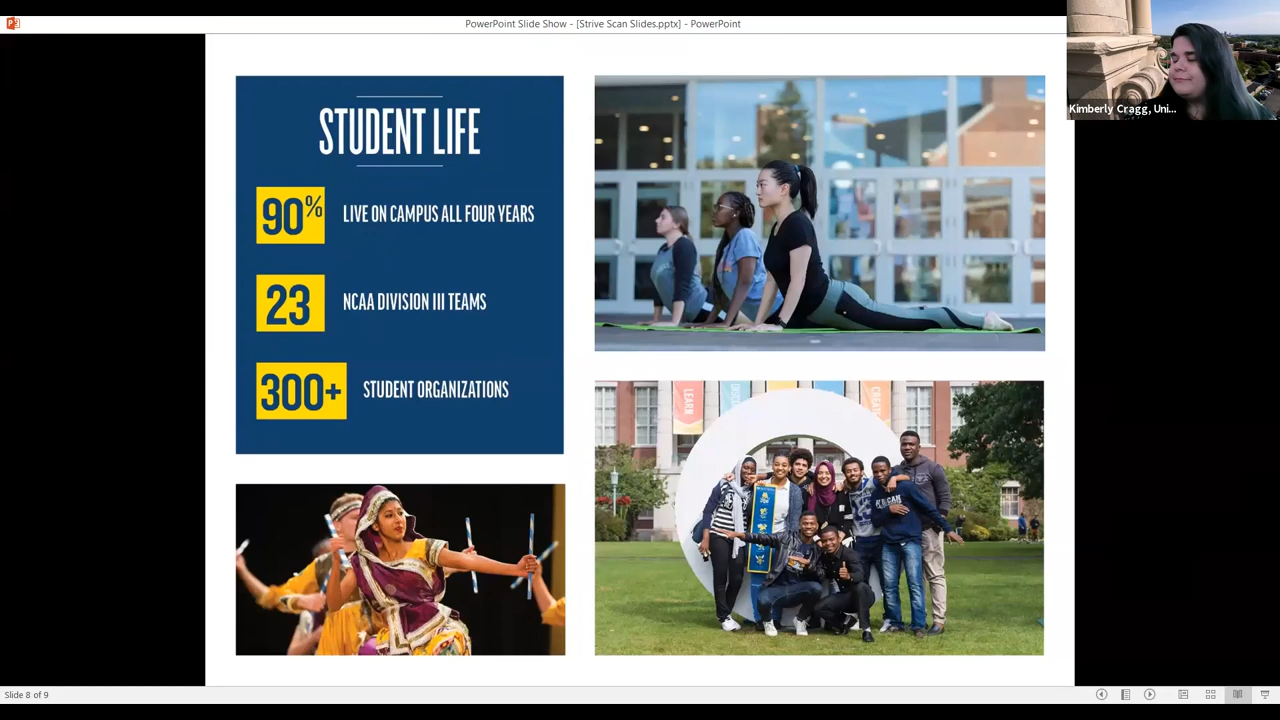 PowerPoint Slide Show - [Strive Scan Slides.pptx] - PowerPoint
Kimberly Cragg, Uni...
STUDENT LIFE
90% LIVE ON CAMPUS ALL FOUR YEARS
23 NCAA DIVISION III TEAMS
300+ STUDENT ORGANIZATIONS
LEARN
Slide 8 of 9